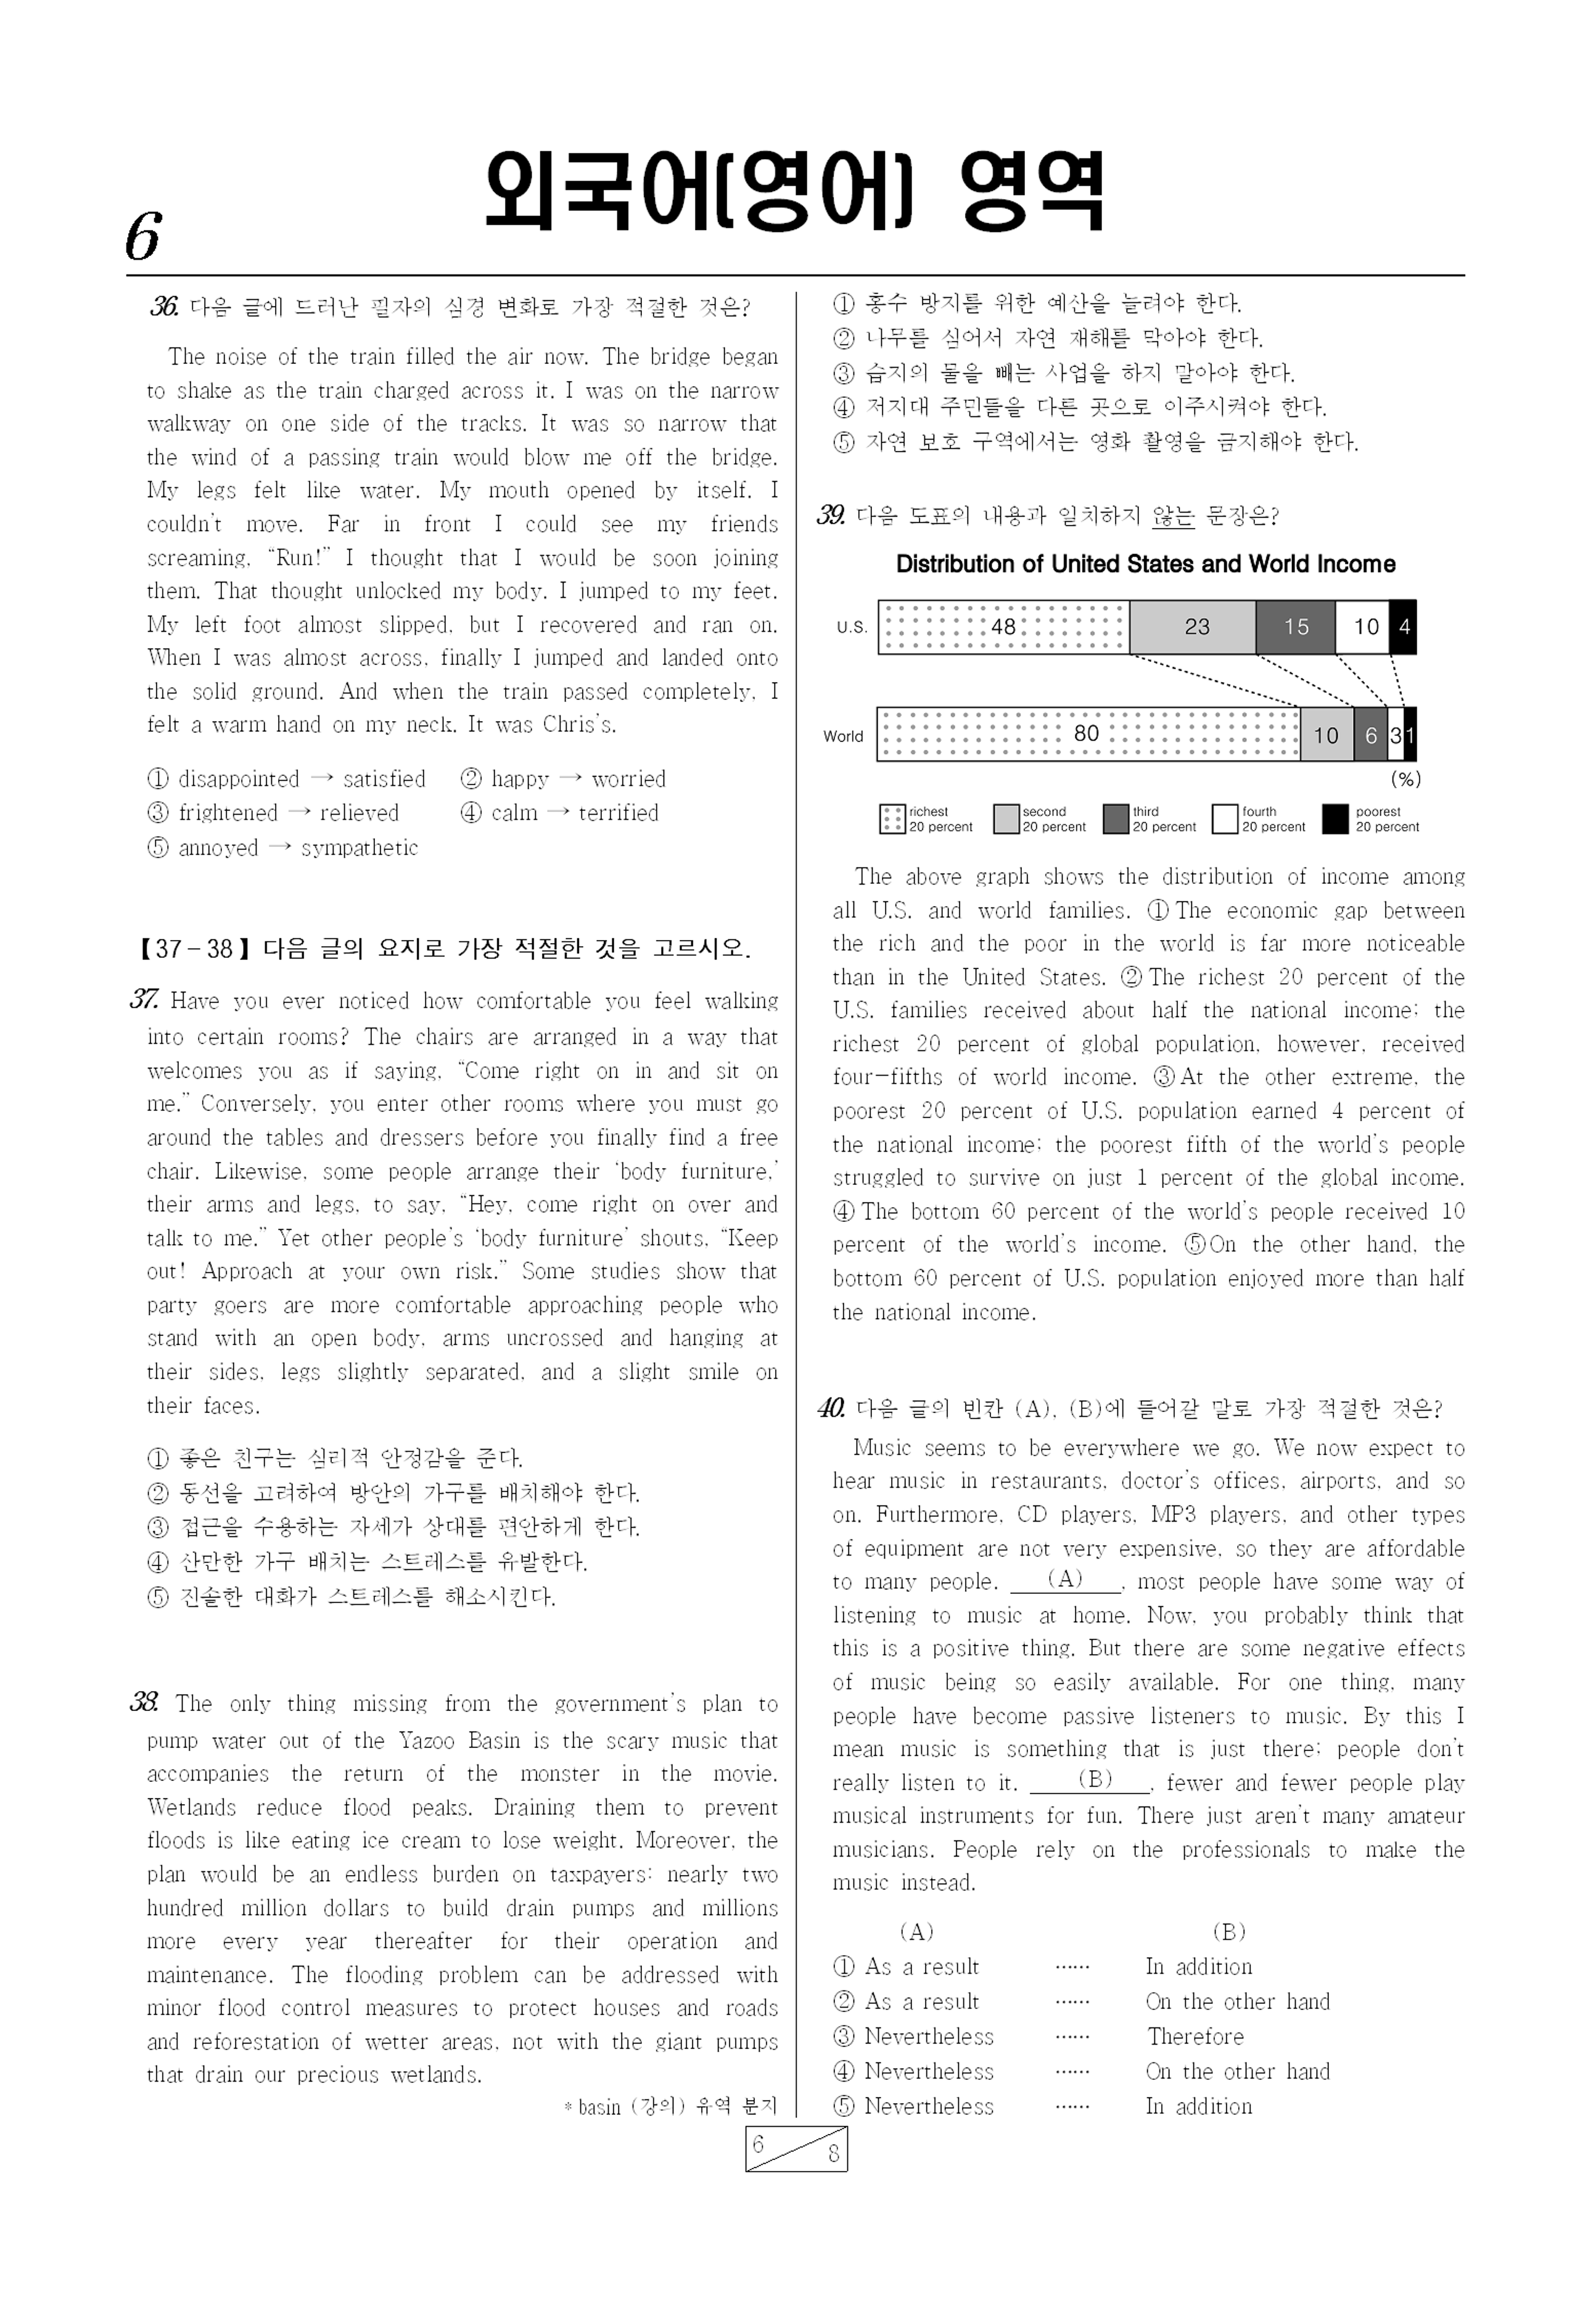 외국어(영어) 영역
6
36. 다음 글에 드러난 필자의 심경 변화로 가장 적절한 것은?
The noise of the train filled the air now. The bridge began
to shake as the train charged across it. I was on the narrow
walkway on one side of the tracks. It was so narrow that
the wind of a passing train would blow me off the bridge.
My legs felt like water. My mouth opened by itself. I
couldn't move. Far in front I could see my friends
screaming, “Run!” I thought that I would be soon joining
them. That thought unlocked my body. I jumped to my feet.
My left foot almost slipped, but I recovered and ran on.
When I was almost across, finally I jumped and landed onto
the solid ground. And when the train passed completely, I
felt a warm hand on my neck. It was Chris's.
① disappointed → satisfied ② happy → worried
③ frightened → relieved ④ calm → terrified
⑤ annoyed → sympathetic
【37-38】 다음 글의 요지로 가장 적절한 것을 고르시오.
37. Have you ever noticed how comfortable you feel walking
into certain rooms? The chairs are arranged in a way that
welcomes you as if saying, “Come right on in and sit on
me.” Conversely, you enter other rooms where you must go
around the tables and dressers before you finally find a free
chair. Likewise, some people arrange their ‘body furniture,’
their arms and legs, to say, “Hey, come right on over and
talk to me.” Yet other people's ‘body furniture’ shouts, “Keep
out! Approach at your own risk.” Some studies show that
party goers are more comfortable approaching people who
stand with an open body, arms uncrossed and hanging at
their sides, legs slightly separated, and a slight smile on
their faces.
① 좋은 친구는 심리적 안정감을 준다.
② 동선을 고려하여 방안의 가구를 배치해야 한다.
③ 접근을 수용하는 자세가 상대를 편안하게 한다.
④ 산만한 가구 배치는 스트레스를 유발한다.
⑤ 진솔한 대화가 스트레스를 해소시킨다.
38. The only thing missing from the government's plan to
pump water out of the Yazoo Basin is the scary music that
accompanies the return of the monster in the movie.
Wetlands reduce flood peaks. Draining them to prevent
floods is like eating ice cream to lose weight. Moreover, the
plan would be an endless burden on taxpayers: nearly two
hundred million dollars to build drain pumps and millions
more every year thereafter for their operation and
maintenance. The flooding problem can be addressed with
minor flood control measures to protect houses and roads
and reforestation of wetter areas, not with the giant pumps
that drain our precious wetlands.
* basin (강의) 유역 분지
① 홍수 방지를 위한 예산을 늘려야 한다.
② 나무를 심어서 자연 재해를 막아야 한다.
③ 습지의 물을 빼는 사업을 하지 말아야 한다.
④ 저지대 주민들을 다른 곳으로 이주시켜야 한다.
⑤ 자연 보호 구역에서는 영화 촬영을 금지해야 한다.
39. 다음 도표의 내용과 일치하지 않는 문장은?
Distribution of United States and World Income
U.S. 48 23 15 10 4
World 80 10 6 3 1
(%)
richest 20 percent
second 20 percent
third 20 percent
fourth 20 percent
poorest 20 percent
The above graph shows the distribution of income among
all U.S. and world families. ① The economic gap between
the rich and the poor in the world is far more noticeable
than in the United States. ② The richest 20 percent of the
U.S. families received about half the national income; the
richest 20 percent of global population, however, received
four-fifths of world income. ③ At the other extreme, the
poorest 20 percent of U.S. population earned 4 percent of
the national income; the poorest fifth of the world's people
struggled to survive on just 1 percent of the global income.
④ The bottom 60 percent of the world's people received 10
percent of the world's income. ⑤ On the other hand, the
bottom 60 percent of U.S. population enjoyed more than half
the national income.
40. 다음 글의 빈칸 (A), (B)에 들어갈 말로 가장 적절한 것은?
Music seems to be everywhere we go. We now expect to
hear music in restaurants, doctor's offices, airports, and so
on. Furthermore, CD players, MP3 players, and other types
of equipment are not very expensive, so they are affordable
to many people. (A) , most people have some way of
listening to music at home. Now, you probably think that
this is a positive thing. But there are some negative effects
of music being so easily available. For one thing, many
people have become passive listeners to music. By this I
mean music is something that is just there; people don't
really listen to it. (B) , fewer and fewer people play
musical instruments for fun. There just aren't many amateur
musicians. People rely on the professionals to make the
music instead.
(A) (B)
① As a result …… In addition
② As a result …… On the other hand
③ Nevertheless …… Therefore
④ Nevertheless …… On the other hand
⑤ Nevertheless …… In addition
6 8